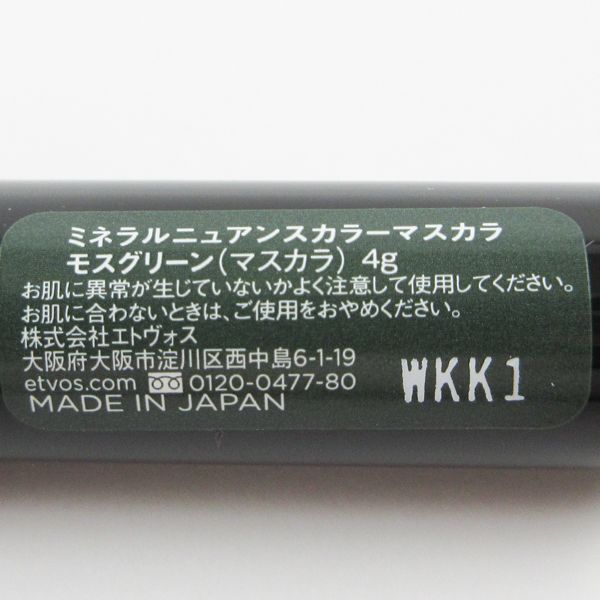 ミネラルニュアンスカラーマスカラ
モスグリーン(マスカラ) 4g
お肌に異常が生じていないかよく注意して使用してください。
お肌に合わないときは、ご使用をおやめください。
株式会社エトヴォス
大阪府大阪市淀川区西中島6-1-19
etvos.com 0120-0477-80
MADE IN JAPAN
WKK1